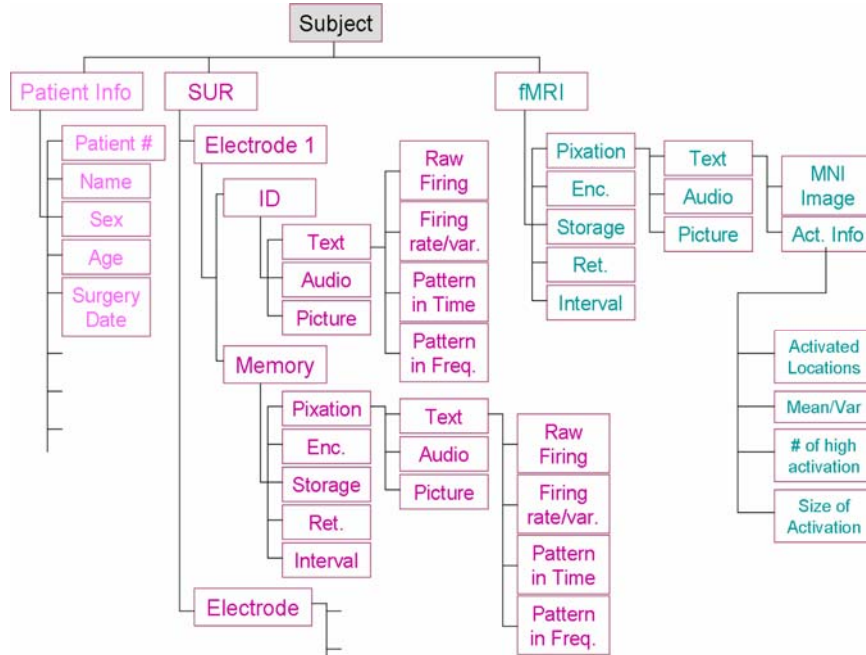 Subject
Patient Info
SUR
fMRI
Patient #
Name
Sex
Age
Surgery
Date
Electrode 1
ID
Text
Audio
Picture
Raw
Firing
Firing
rate/var.
Pattern
in Time
Pattern
in Freq.
Memory
Pixation
Enc.
Storage
Ret.
Interval
Text
Audio
Picture
Raw
Firing
Firing
rate/var.
Pattern
in Time
Pattern
in Freq.
Electrode
Pixation
Enc.
Storage
Ret.
Interval
Text
Audio
Picture
MNI
Image
Act. Info
Activated
Locations
Mean/Var
# of high
activation
Size of
Activation